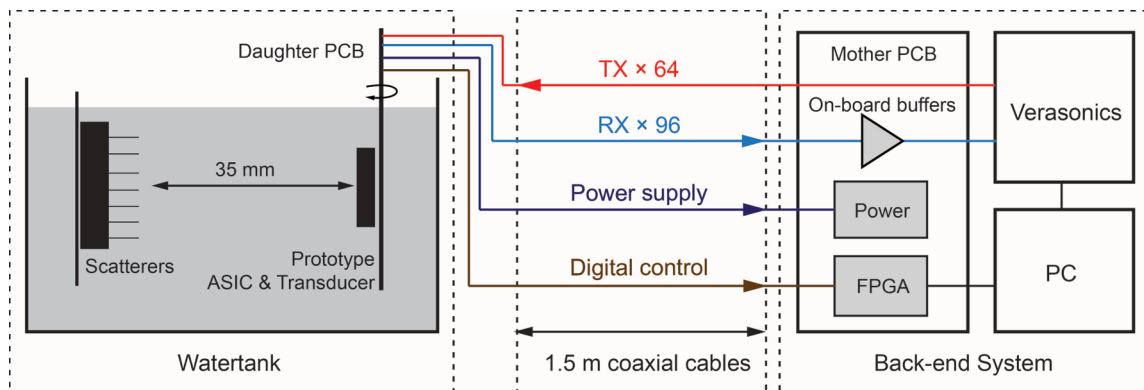 Daughter PCB
35 mm
Scatterers
Prototype
ASIC & Transducer
Watertank
TX × 64
RX × 96
Power supply
Digital control
1.5 m coaxial cables
Mother PCB
On-board buffers
Power
FPGA
Verasonics
PC
Back-end System